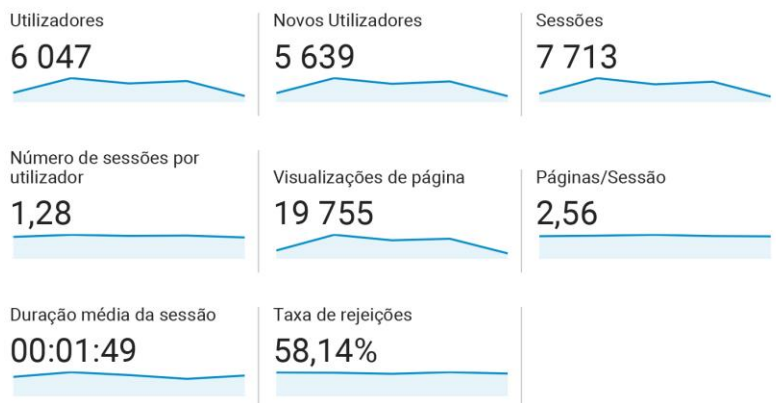 Utilizadores
6 047
Novos Utilizadores
5 639
Sessões
7 713
Número de sessões por
utilizador
1,28
Visualizações de página
19 755
Páginas/Sessão
2,56
Duração média da sessão
00:01:49
Taxa de rejeições
58,14%